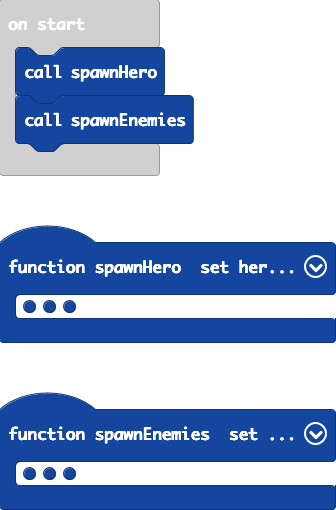 on start
call spawnHero
call spawnEnemies
function spawnHero set her...
function spawnEnemies set ...